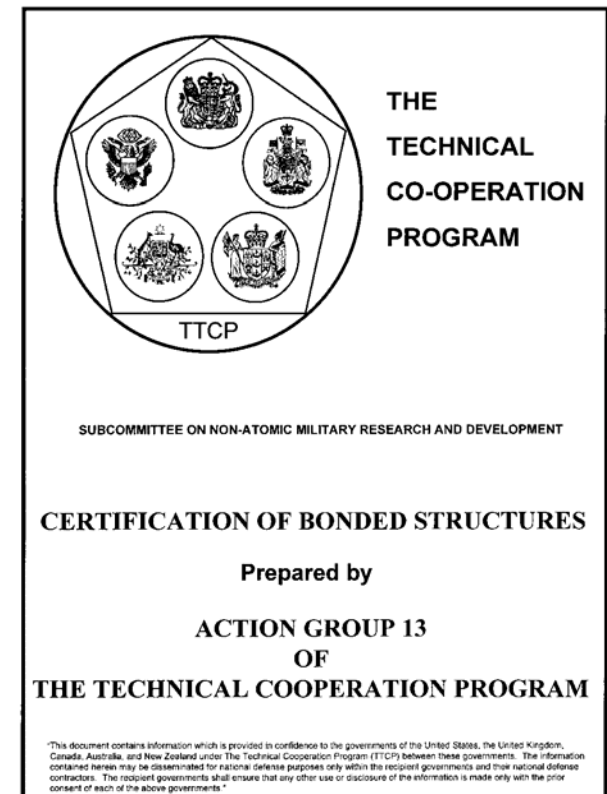 THE
TECHNICAL
CO-OPERATION
PROGRAM
TTCP
SUBCOMMITTEE ON NON-ATOMIC MILITARY RESEARCH AND DEVELOPMENT
CERTIFICATION OF BONDED STRUCTURES
Prepared by
ACTION GROUP 13
OF
THE TECHNICAL COOPERATION PROGRAM
"This document contains information which is provided in confidence to the governments of the United States, the United Kingdom,
Canada, Australia, and New Zealand under The Technical Cooperation Program (TTCP) between these governments. The information
contained herein may be disseminated for national defense purposes only within the recipient governments and their national defense
contractors. The recipient governments shall ensure that any other use or disclosure of the information is made only with the prior
consent of each of the above governments."